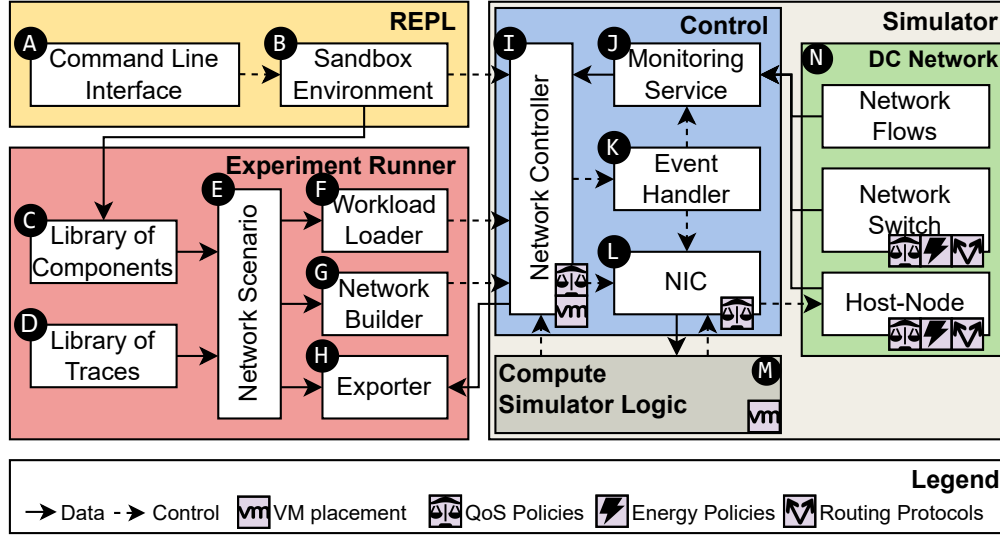 REPL
A
Command Line
Interface
B
Sandbox
Environment
Experiment Runner
C
Library of
Components
D
Library of
Traces
E
Network Scenario
F
Workload
Loader
G
Network
Builder
H
Exporter
Simulator
Control
I
Network Controller
vm
J
Monitoring
Service
K
Event
Handler
L
NIC
M
Compute
Simulator Logic
vm
N
DC Network
Network
Flows
Network
Switch
Host-Node
Legend
Data
Control
vm
VM placement
QoS Policies
Energy Policies
Routing Protocols